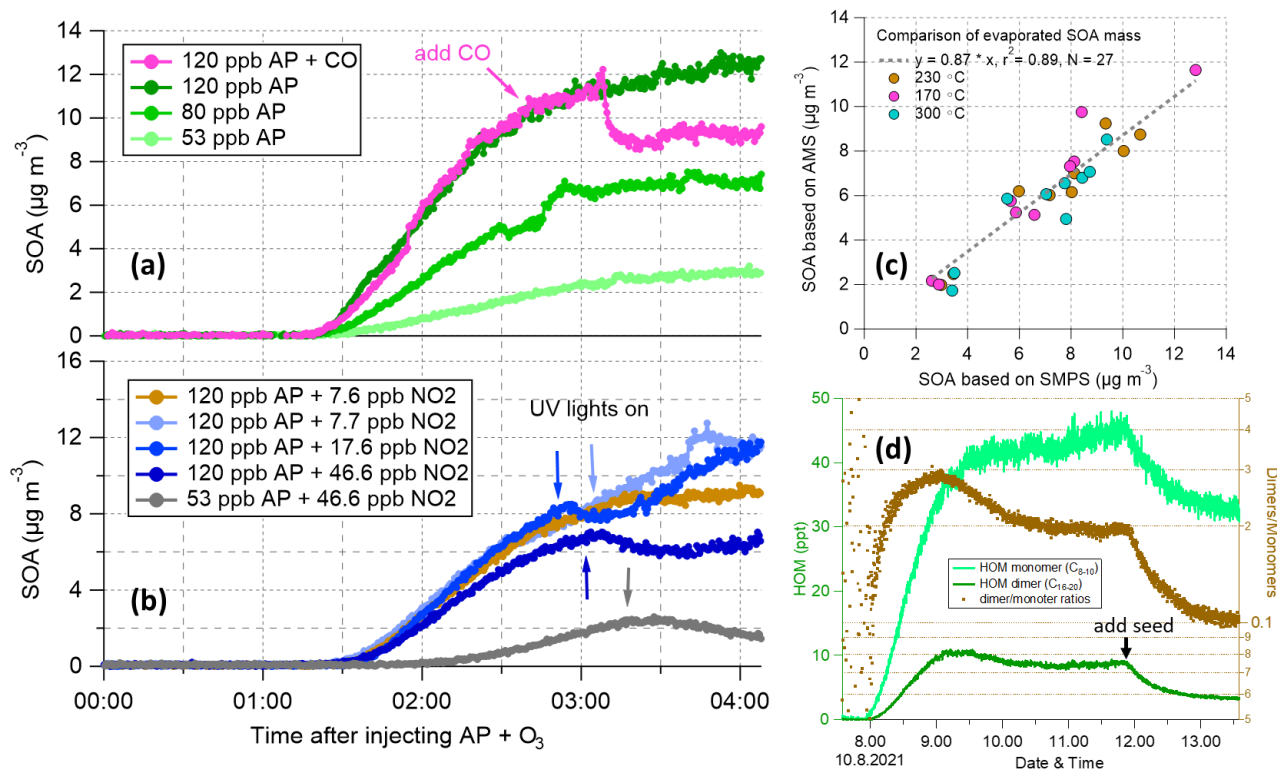 (a)
SOA (µg m⁻³)
14
12
10
8
6
4
2
0
120 ppb AP + CO
120 ppb AP
80 ppb AP
53 ppb AP
add CO
(b)
SOA (µg m⁻³)
16
12
8
4
0
120 ppb AP + 7.6 ppb NO2
120 ppb AP + 7.7 ppb NO2
120 ppb AP + 17.6 ppb NO2
120 ppb AP + 46.6 ppb NO2
53 ppb AP + 46.6 ppb NO2
UV lights on
00:00 01:00 02:00 03:00 04:00
Time after injecting AP + O₃
(c)
SOA based on AMS (µg m⁻³)
14
12
10
8
6
4
2
0
Comparison of evaporated SOA mass
y = 0.87 * x, r² = 0.89, N = 27
230 °C
170 °C
300 °C
0 2 4 6 8 10 12 14
SOA based on SMPS (µg m⁻³)
(d)
HOM (ppt)
50
40
30
20
10
0
HOM monomer (C₈₋₁₀)
HOM dimer (C₁₆₋₂₀)
dimer/monoter ratios
add seed
5
4
3
2
0.1
9
8
7
6
5
Dimers/Monomers
8.00 9.00 10.00 11.00 12.00 13.00
10.8.2021
Date & Time